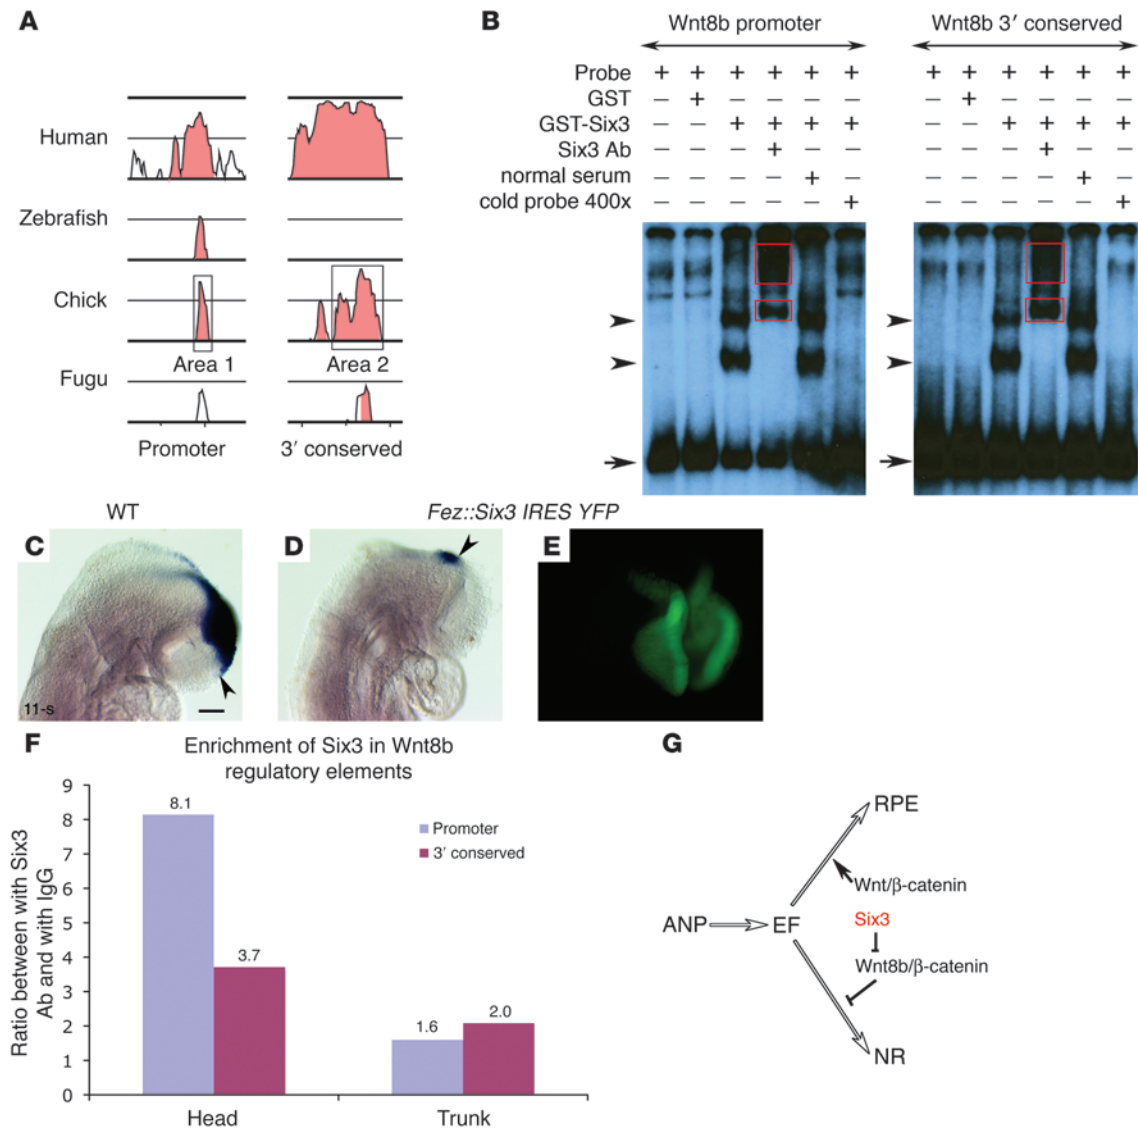 A
Human
Zebrafish
Chick
Area 1
Area 2
Fugu
Promoter
3′ conserved
B
Wnt8b promoter
Wnt8b 3′ conserved
Probe + + + + + + + + + + + +
GST – + – – – – – + – – – –
GST-Six3 – – + + + + – – + + + +
Six3 Ab – – – + – – – – – + – –
normal serum – – – – + – – – – – + –
cold probe 400x – – – – – + – – – – – +
WT
Fez::Six3 IRES YFP
C
11-s
D
E
F
Enrichment of Six3 in Wnt8b
regulatory elements
Ratio between with Six3
Ab and with IgG
9
8
7
6
5
4
3
2
1
0
8.1
3.7
1.6
2.0
Promoter
3′ conserved
Head
Trunk
G
RPE
Wnt/β-catenin
ANP
EF
Six3
Wnt8b/β-catenin
NR